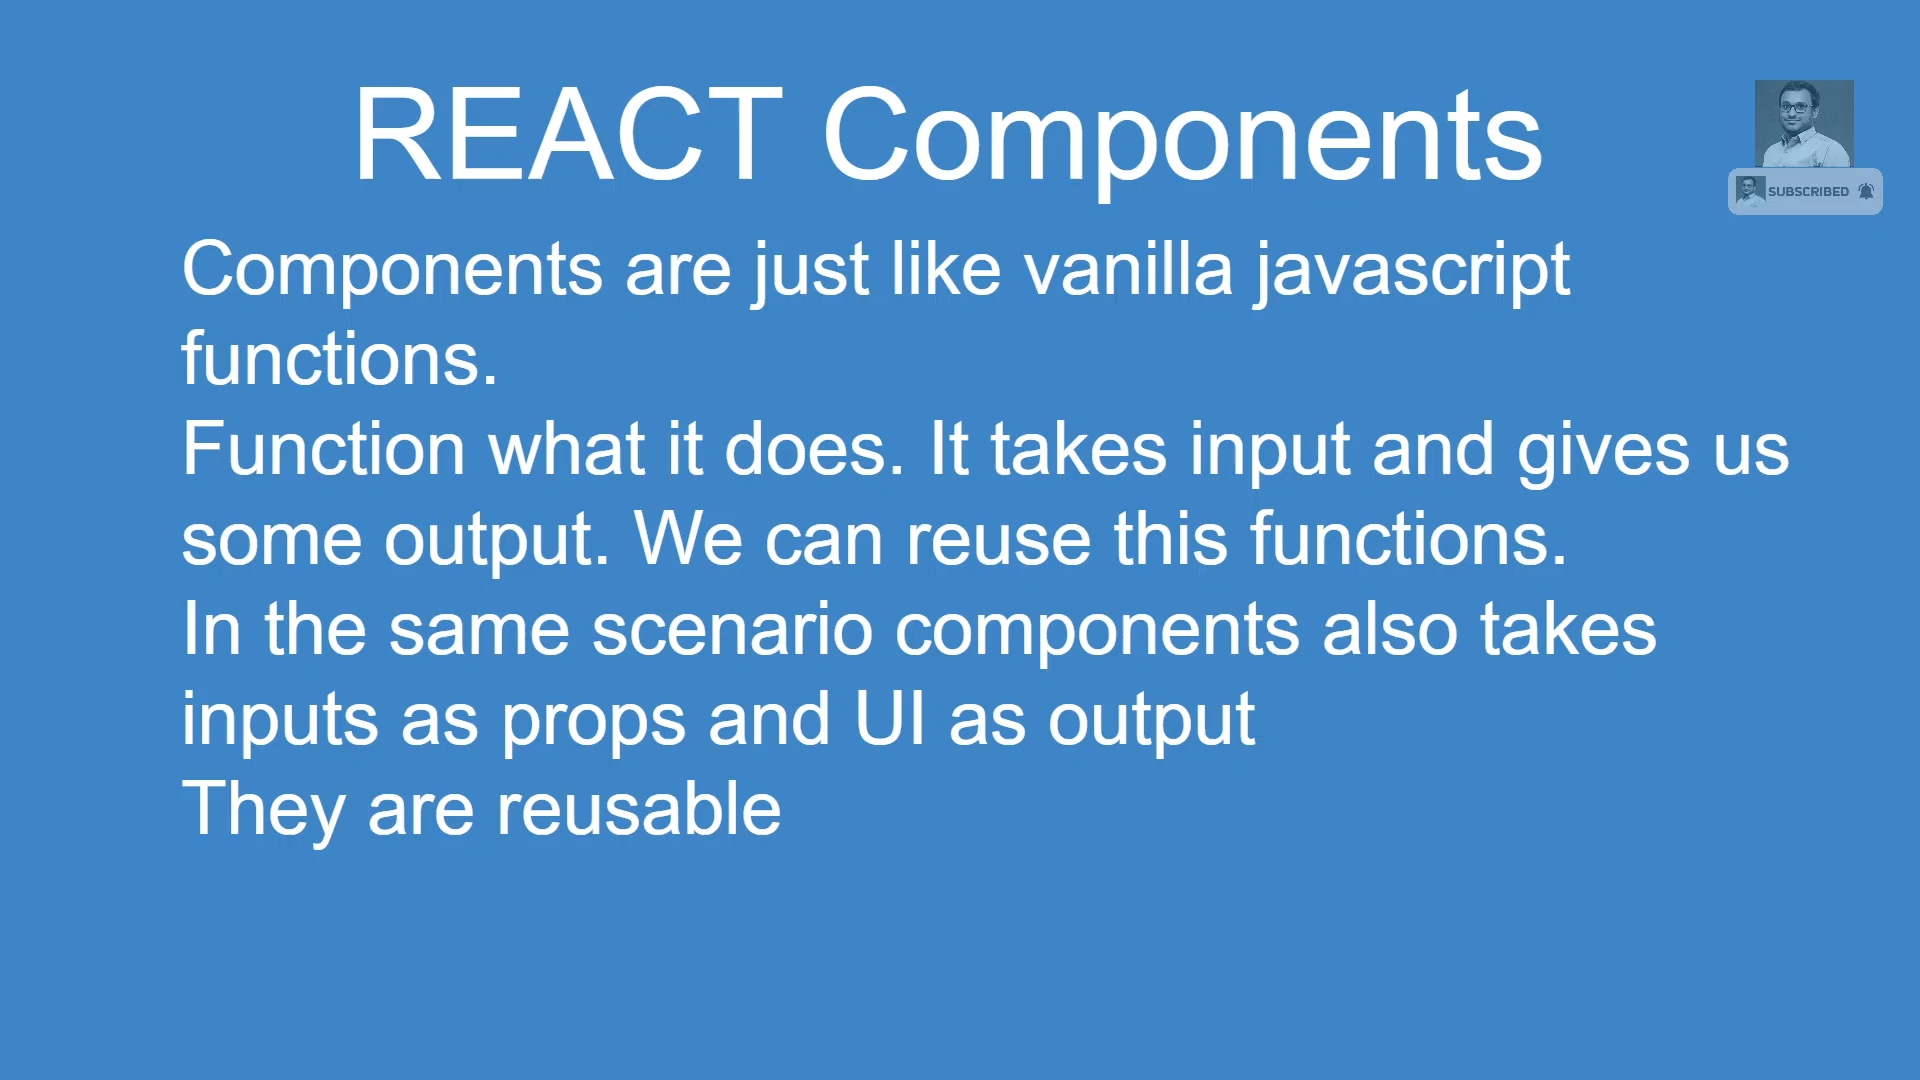 REACT Components
SUBSCRIBED
Components are just like vanilla javascript
functions.
Function what it does. It takes input and gives us
some output. We can reuse this functions.
In the same scenario components also takes
inputs as props and UI as output
They are reusable